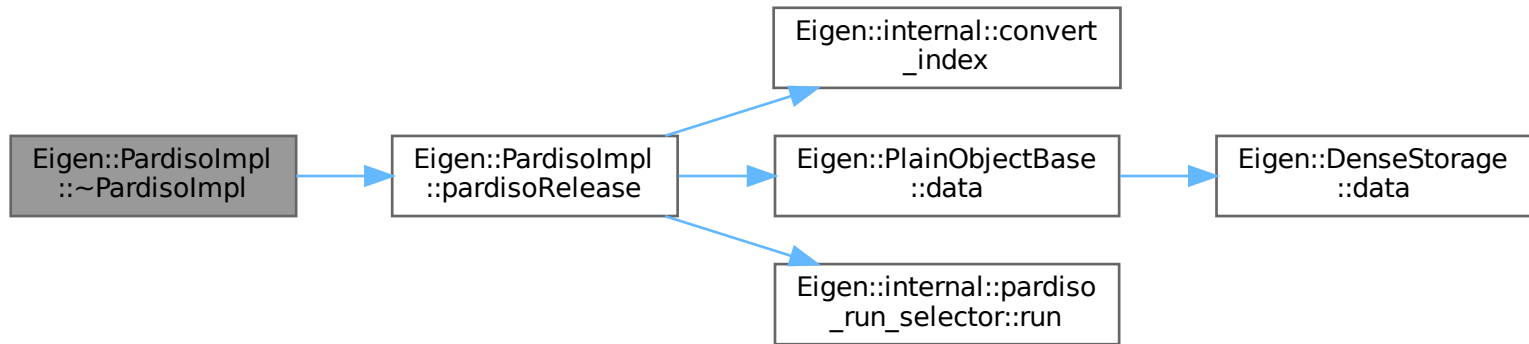 Eigen::PardisoImpl
::~PardisoImpl
Eigen::PardisoImpl
::pardisoRelease
Eigen::internal::convert
_index
Eigen::PlainObjectBase
::data
Eigen::DenseStorage
::data
Eigen::internal::pardiso
_run_selector::run